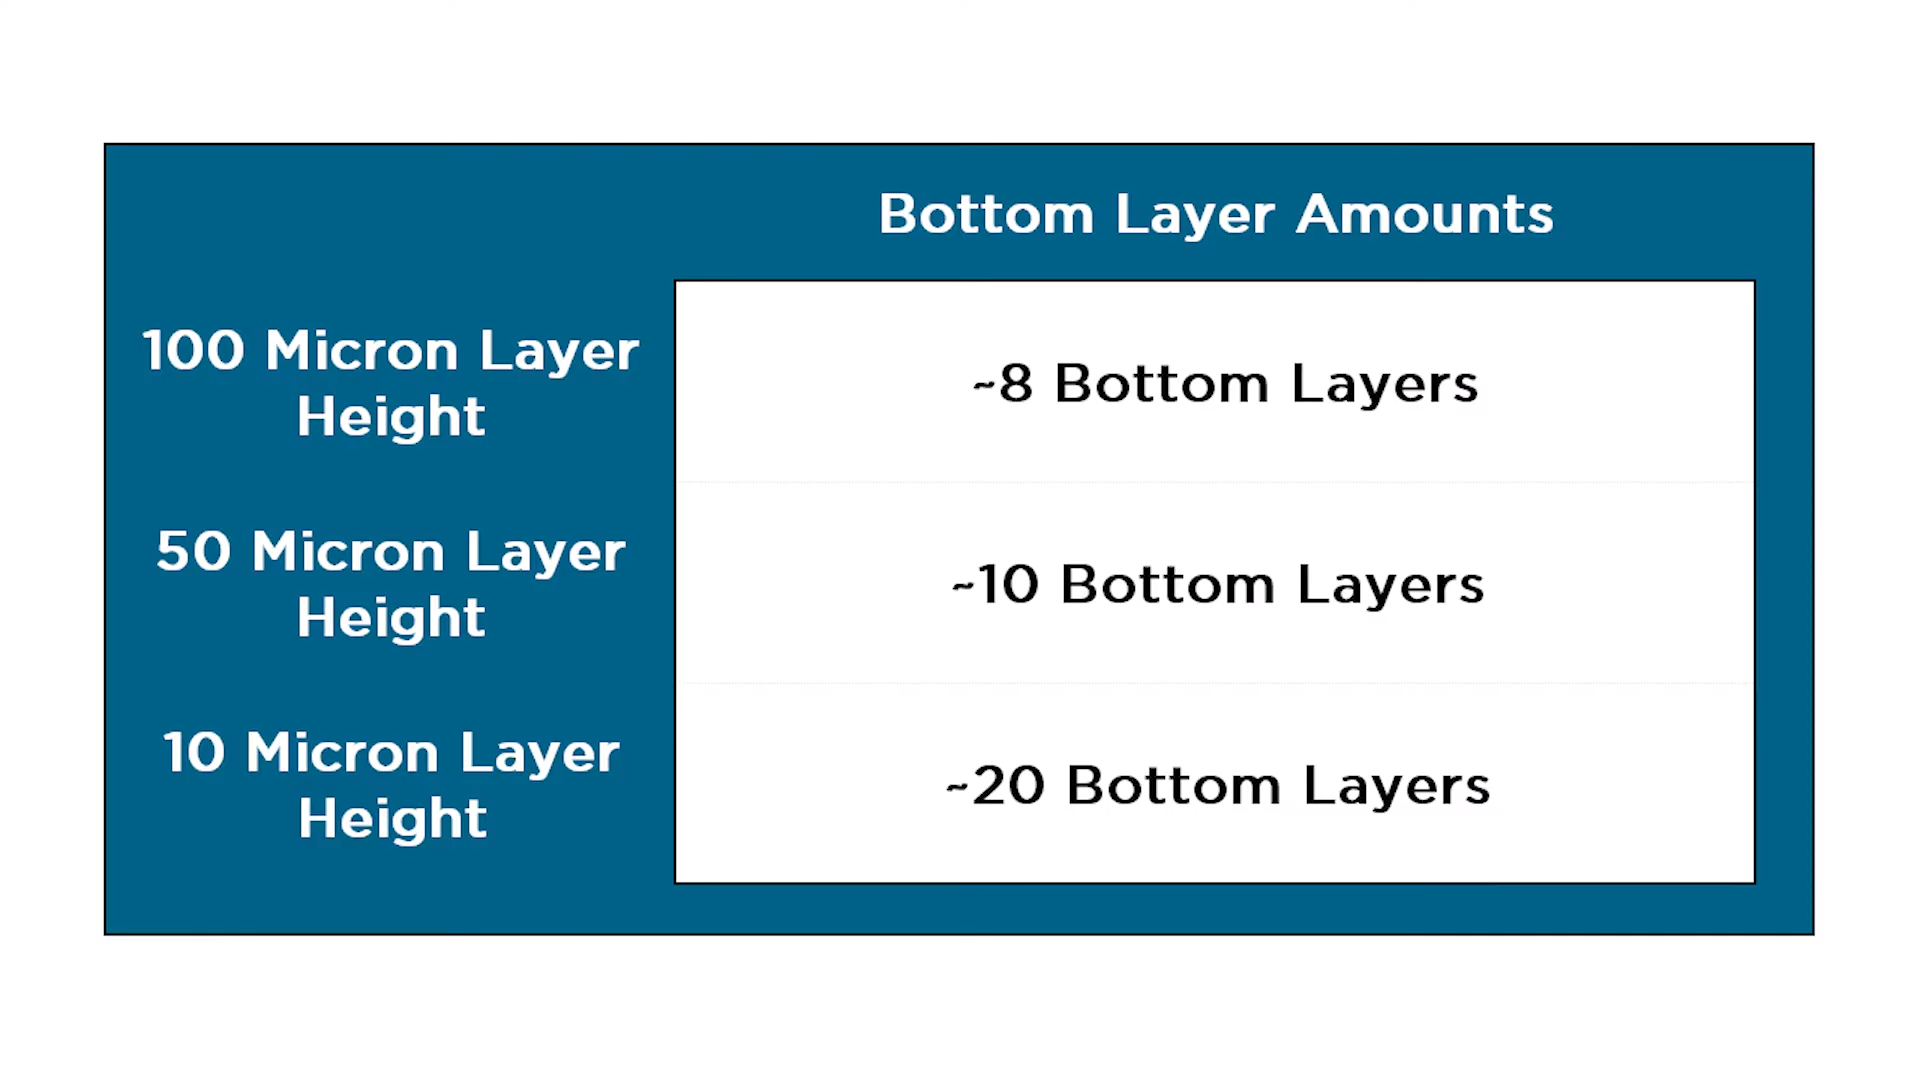 Bottom Layer Amounts
100 Micron Layer
Height
~8 Bottom Layers
50 Micron Layer
Height
~10 Bottom Layers
10 Micron Layer
Height
~20 Bottom Layers